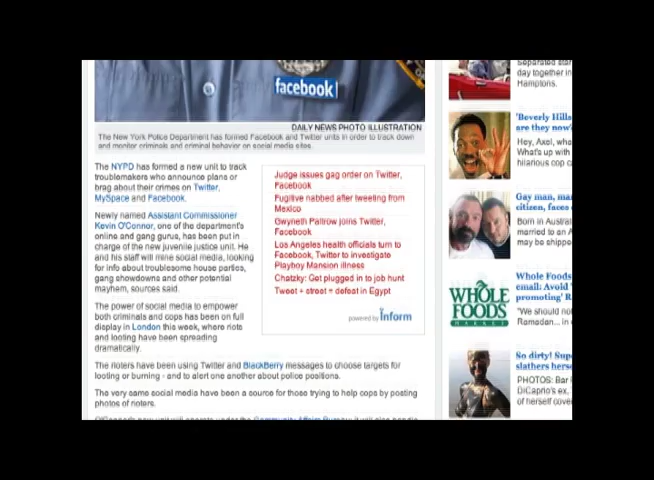 facebook
DAILY NEWS PHOTO ILLUSTRATION
The New York Police Department has formed Facebook and Twitter units in order to track down
and monitor criminals and criminal behavior on social media sites.
The NYPD has formed a new unit to track
troublemakers who announce plans or
brag about their crimes on Twitter,
MySpace and Facebook.
Newly named Assistant Commissioner
Kevin O'Connor, one of the department's
online and gang gurus, has been put in
charge of the new juvenile justice unit. He
and his staff will mine social media, looking
for info about troublesome house parties,
gang showdowns and other potential
mayhem, sources said.
The power of social media to empower
both criminals and cops has been on full
display in London this week, where riots
and looting have been spreading
dramatically.
The rioters have been using Twitter and BlackBerry messages to choose targets for
looting or burning - and to alert one another about police positions.
The very same social media have been a source for those trying to help cops by posting
photos of rioters.
Judge issues gag order on Twitter,
Facebook
Fugitive nabbed after tweeting from
Mexico
Gwyneth Paltrow joins Twitter,
Facebook
Los Angeles health officials turn to
Facebook, Twitter to investigate
Playboy Mansion illness
Chatzky: Get plugged in to job hunt
Tweet + street = defeat in Egypt
powered by Inform
Separated star
day together in
Hamptons.
'Beverly Hills
are they now?
Hey, Axel, wha
What's up with
hilarious cop c
Gay man, mar
citizen, faces
Born in Austral
married to an A
may be shippe
WHOLE
FOODS
MARKET
Whole Foods
email: Avoid '
promoting' R
"We should no
Ramadan... in
So dirty! Supe
slathers herse
PHOTOS: Bar
DiCaprio's ex,
of herself cove